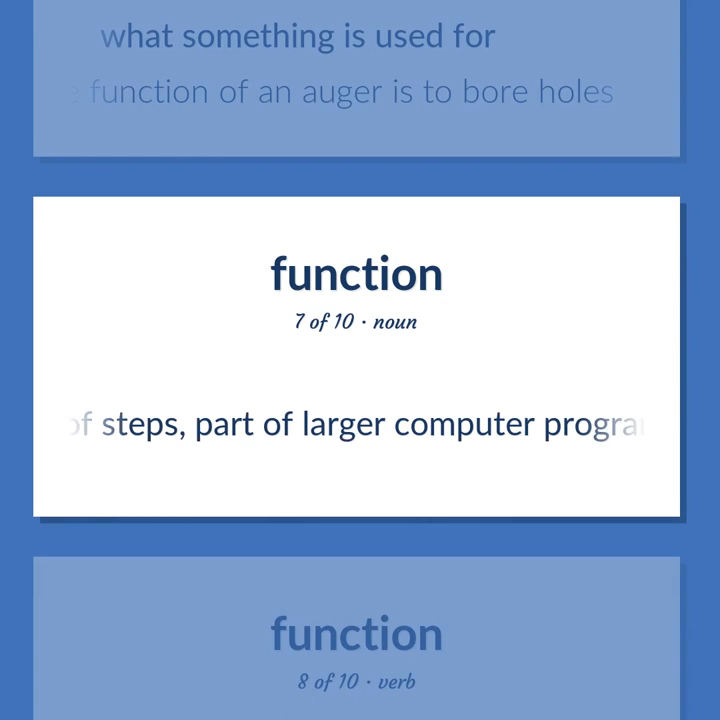 what something is used for
function of an auger is to bore holes
function
7 of 10 · noun
of steps, part of larger computer
function
8 of 10 · verb